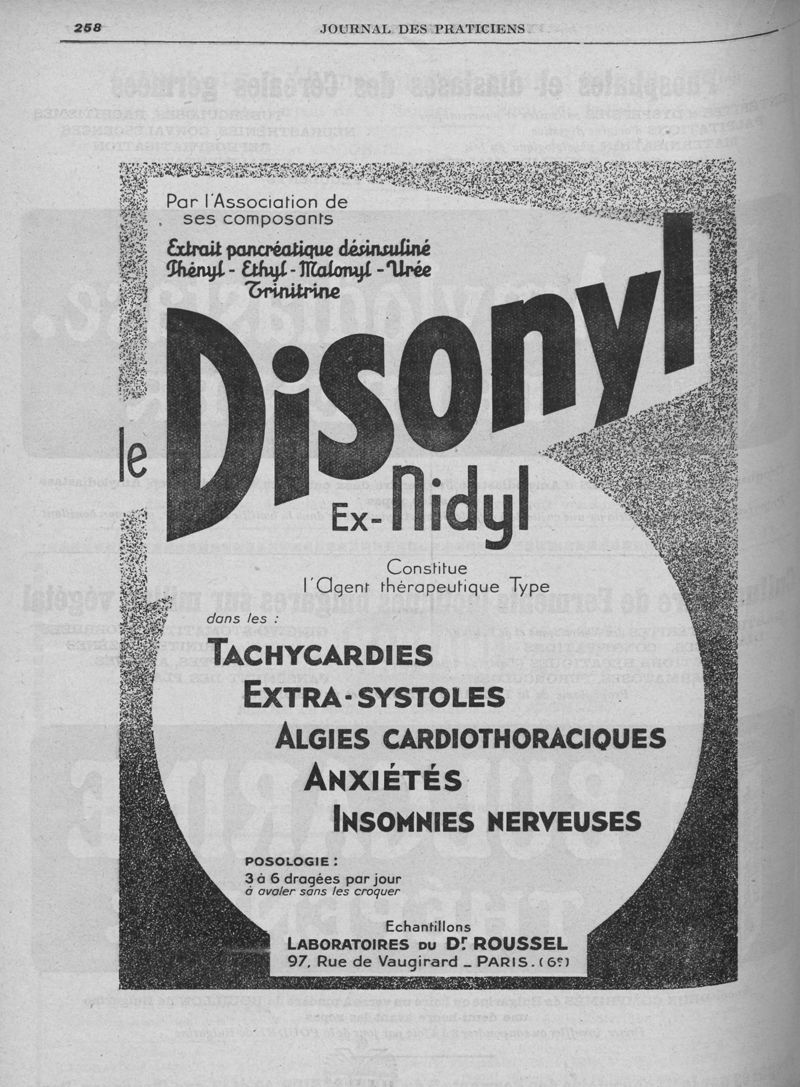 258
JOURNAL DES PRATICIENS
Par l'Association de
ses composants
Extrait pancréatique désinsuliné
Phényl - Ethyl - Malonyl - Urée
Trinitrine
le Disonyl
Ex-Nidyl
Constitue
l'Agent thérapeutique Type
dans les :
TACHYCARDIES
EXTRA-SYSTOLES
ALGIES CARDIOTHORACIQUES
ANXIÉTÉS
INSOMNIES NERVEUSES
POSOLOGIE :
3 à 6 dragées par jour
à avaler sans les croquer
Echantillons
LABORATOIRES DU Dr ROUSSEL
97, Rue de Vaugirard _ PARIS. (6e)